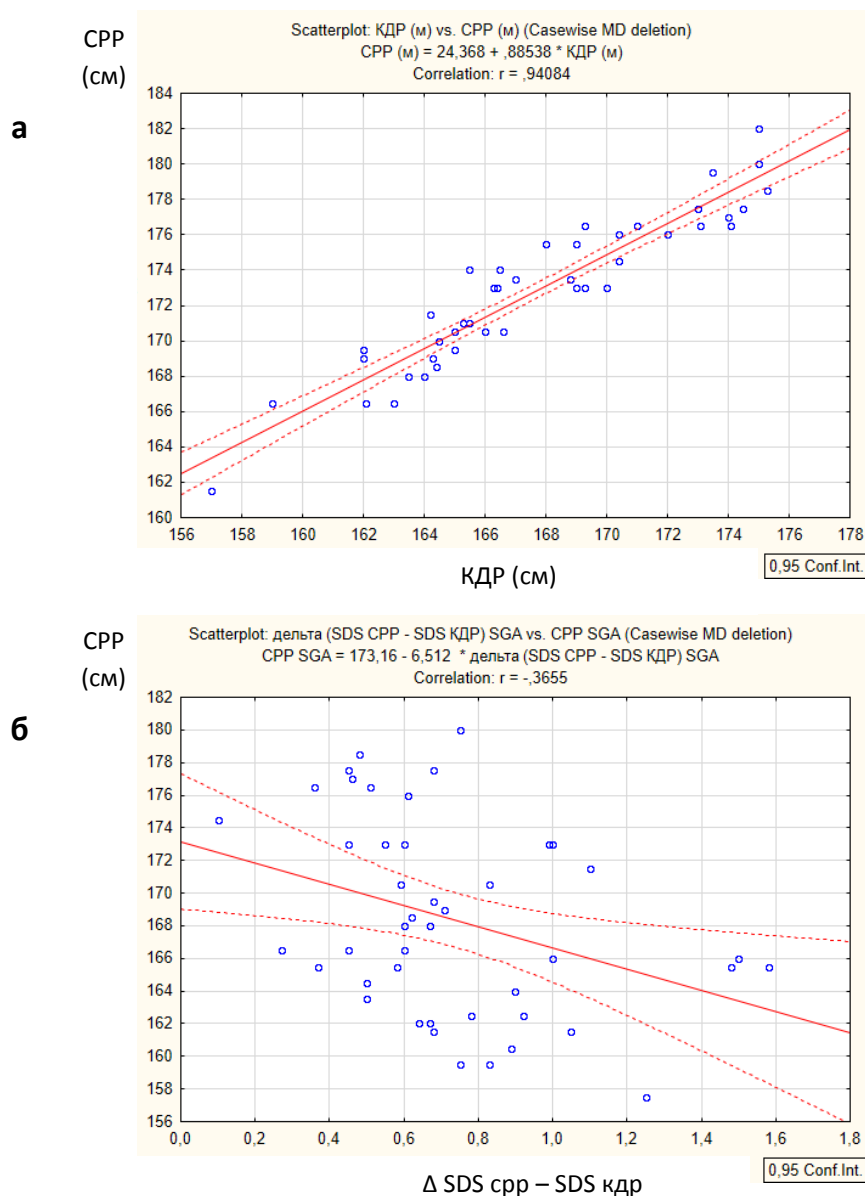 СРР
(см)
а
Scatterplot: КДР (м) vs. СРР (м) (Casewise MD deletion)
СРР (м) = 24,368 + ,88538 * КДР (м)
Correlation: r = ,94084
184
182
180
178
176
174
172
170
168
166
164
162
160
156 158 160 162 164 166 168 170 172 174 176 178
КДР (см)
0,95 Conf.Int.
СРР
(см)
б
Scatterplot: дельта (SDS СРР - SDS КДР) SGA vs. СРР SGA (Casewise MD deletion)
СРР SGA = 173,16 - 6,512 * дельта (SDS СРР - SDS КДР) SGA
Correlation: r = -,3655
182
180
178
176
174
172
170
168
166
164
162
160
158
156
0,0 0,2 0,4 0,6 0,8 1,0 1,2 1,4 1,6 1,8
Δ SDS срр – SDS кдр
0,95 Conf.Int.